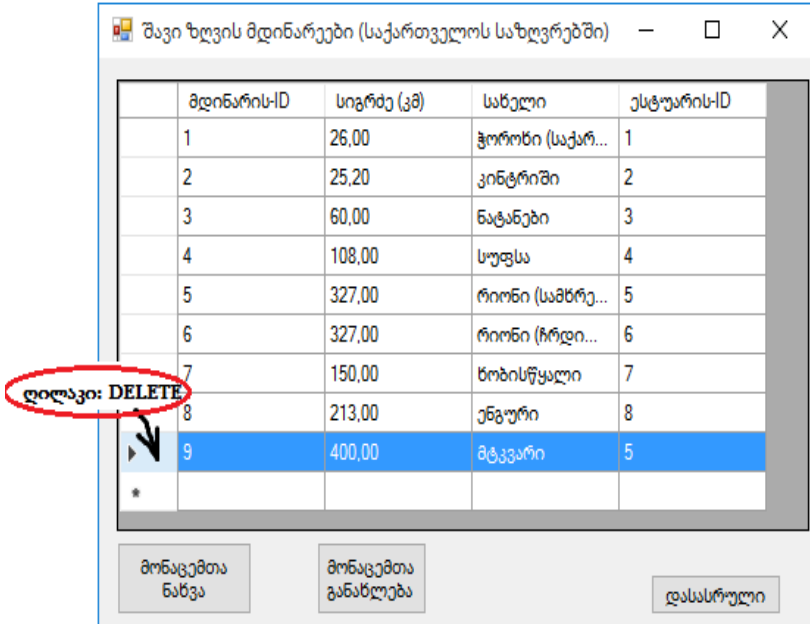 შავი ზღვის მდინარეები (საქართველოს საზღვრებში)
მდინარის-ID სიგრძე (კმ) სახელი ესტუარის-ID
1 26,00 ჭოროხი (საქარ... 1
2 25,20 კინტრიში 2
3 60,00 ნატანები 3
4 108,00 სუფსა 4
5 327,00 რიონი (სამხრე... 5
6 327,00 რიონი (ჩრდი... 6
7 150,00 ხობისწყალი 7
ღილაკი: DELETE
8 213,00 ენგური 8
9 400,00 მტკვარი 5
*
მონაცემთა
ნახვა
მონაცემთა
განახლება
დასასრული